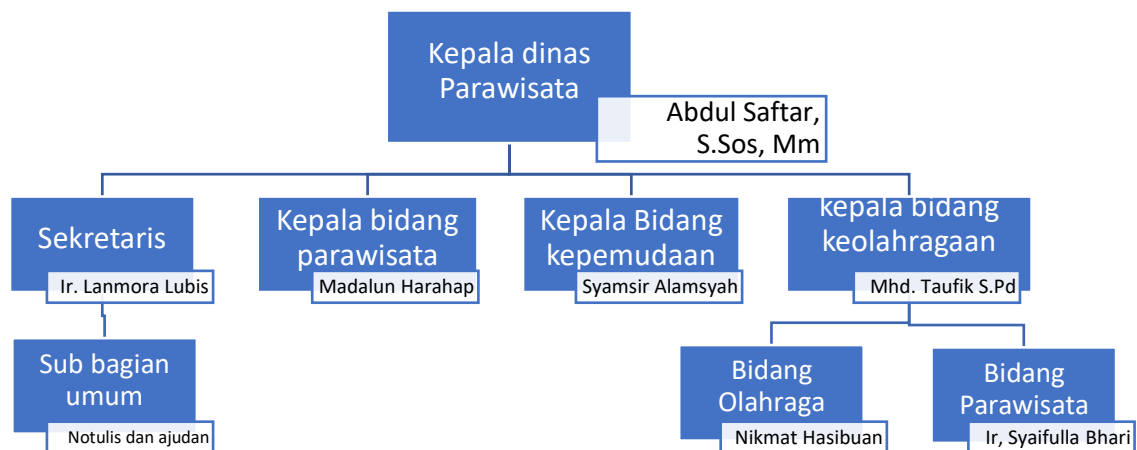 Kepala dinas
Parawisata
Abdul Saftar,
S.Sos, Mm
Sekretaris
Ir. Lanmora Lubis
Kepala bidang
parawisata
Madalun Harahap
Kepala Bidang
kepemudaan
Syamsir Alamsyah
kepala bidang
keolahragaan
Mhd. Taufik S.Pd
Sub bagian
umum
Notulis dan ajudan
Bidang
Olahraga
Nikmat Hasibuan
Bidang
Parawisata
Ir, Syaifulla Bhari